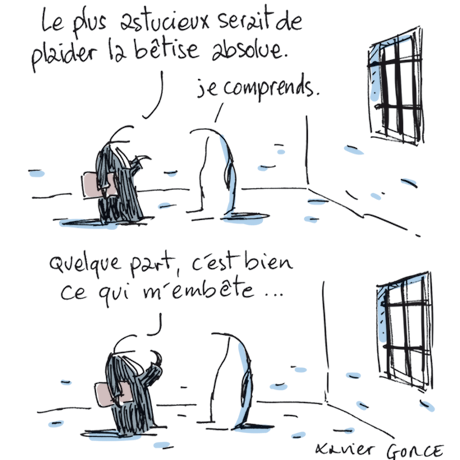 Le plus astucieux serait de
plaider la bêtise absolue.
je comprends.
Quelque part, c'est bien
ce qui m'embête ...
Xavier GORCE